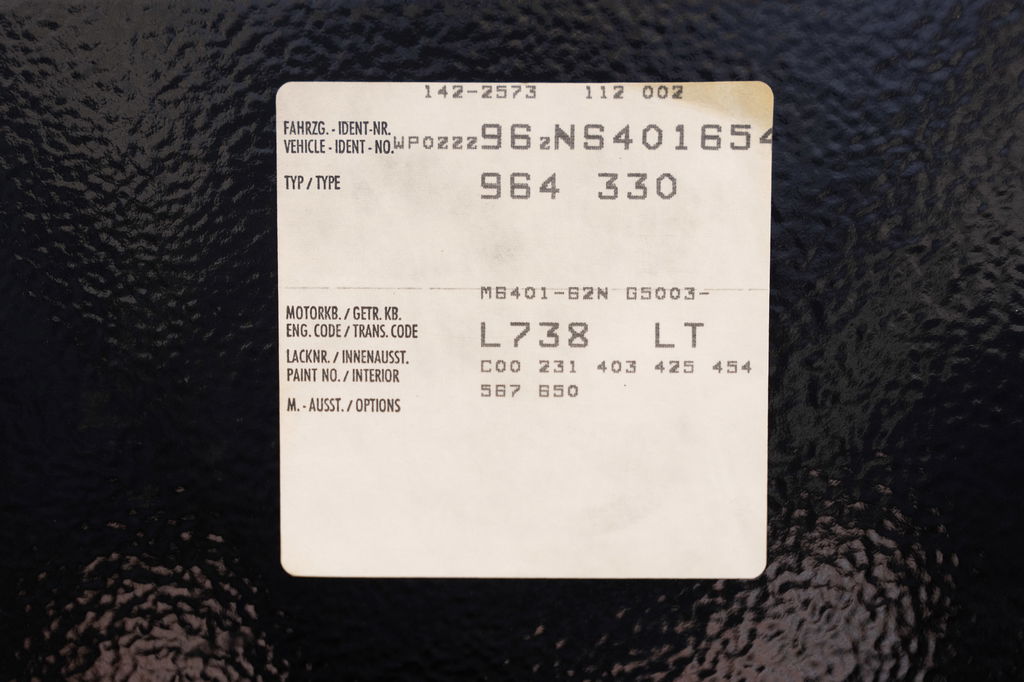 142-2573 112 002
FAHRZG. - IDENT-NR.
VEHICLE - IDENT - NO. WP0ZZZ96ZNS401654
TYP / TYPE 964 330
M6401-62N G5003-
MOTORKB. / GETR. KB.
ENG. CODE / TRANS. CODE L738 LT
LACKNR. / INNENAUSST. C00 231 403 425 454
PAINT NO. / INTERIOR
567 650
M. - AUSST. / OPTIONS